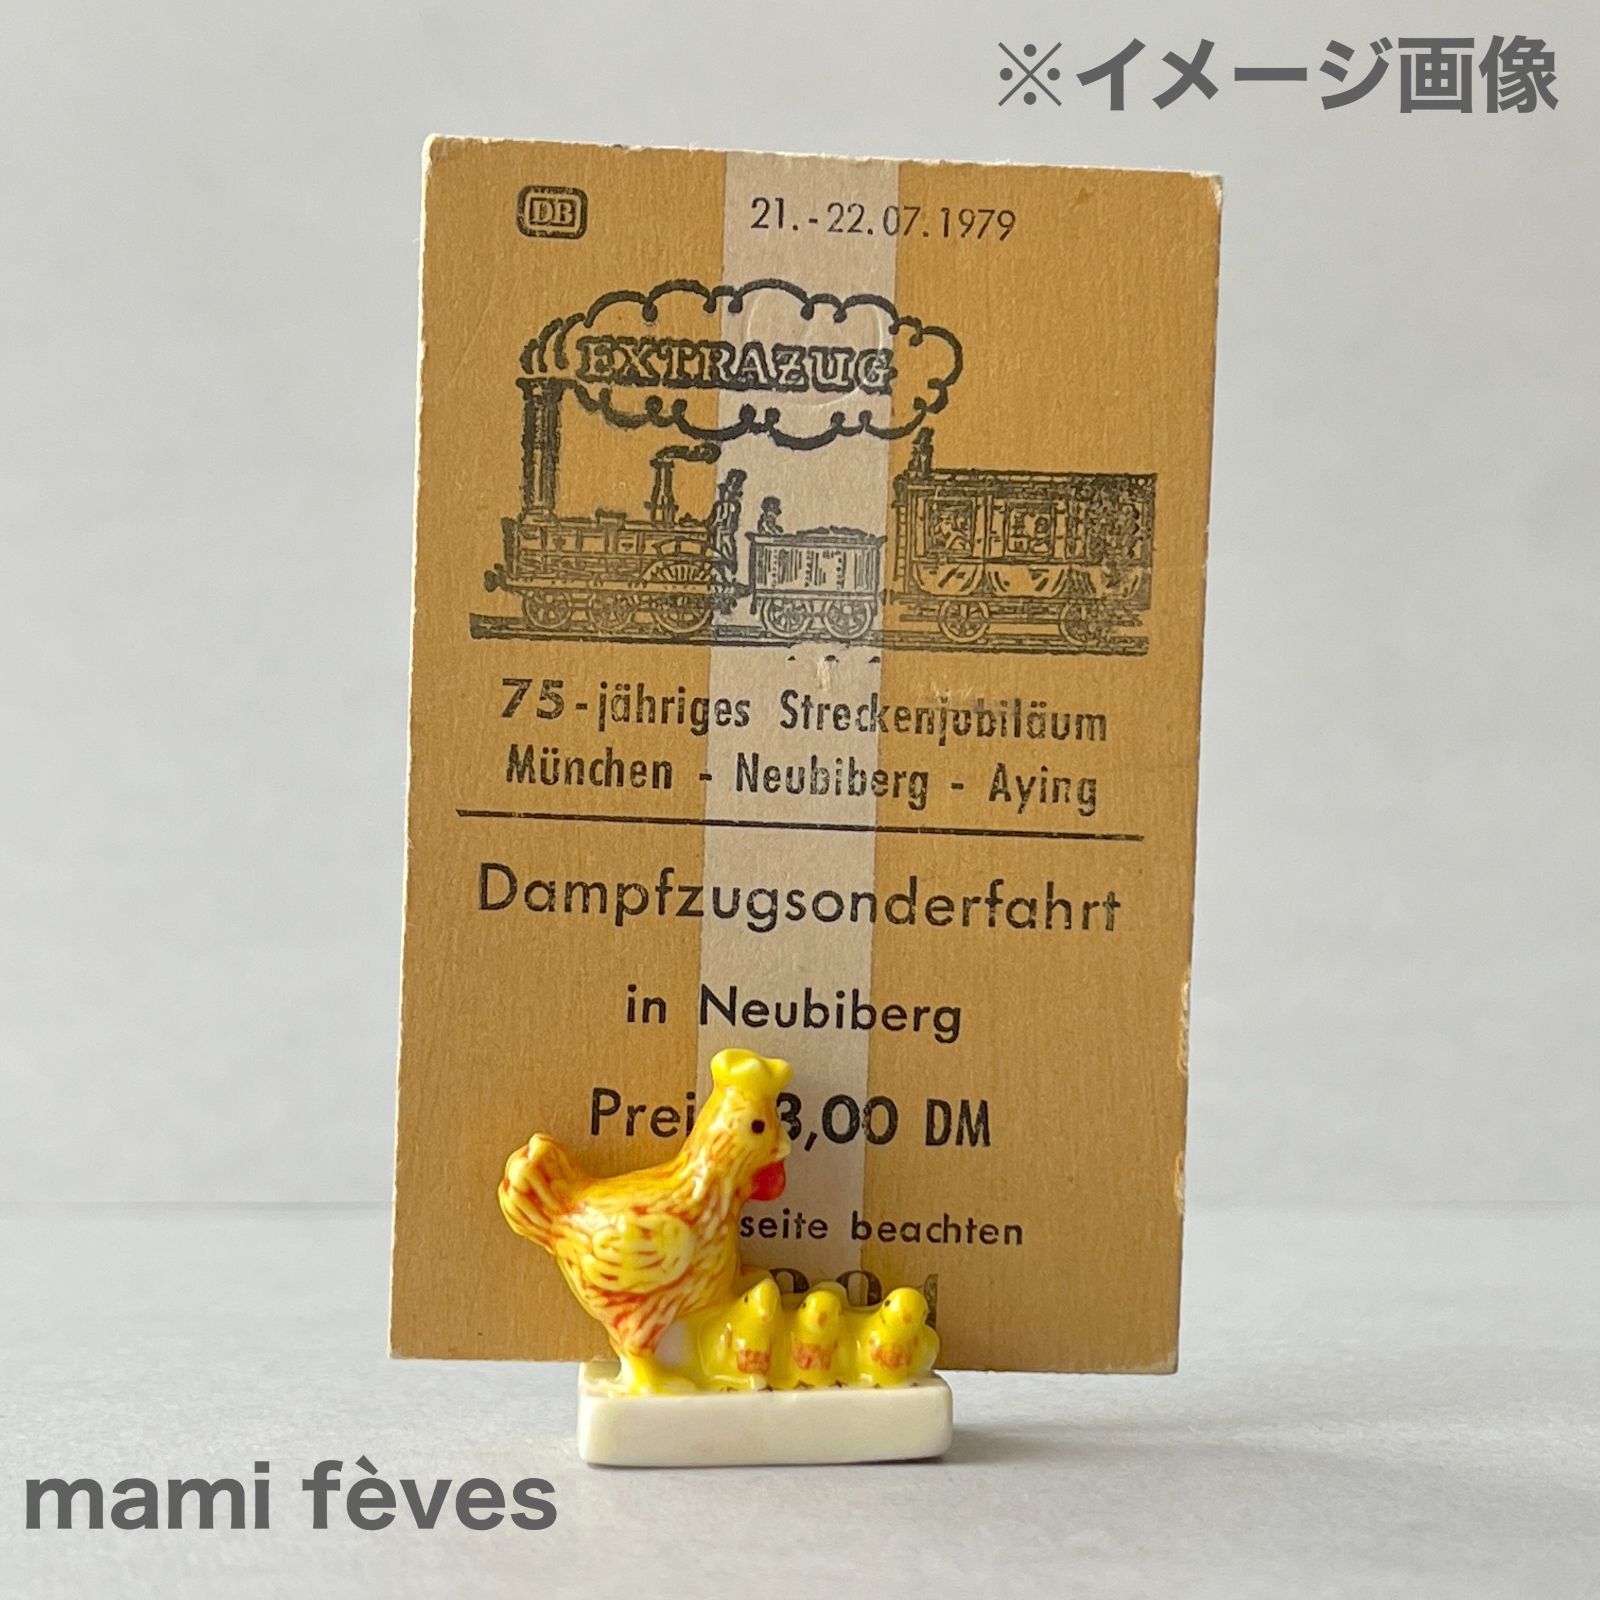 ※イメージ画像
DB
21.-22.07.1979
EXTRAZUG
75-jähriges Streckenjubiläum
München - Neubiberg - Aying
Dampfzugsonderfahrt
in Neubiberg
Prei 3,00 DM
seite beachten
mami fèves